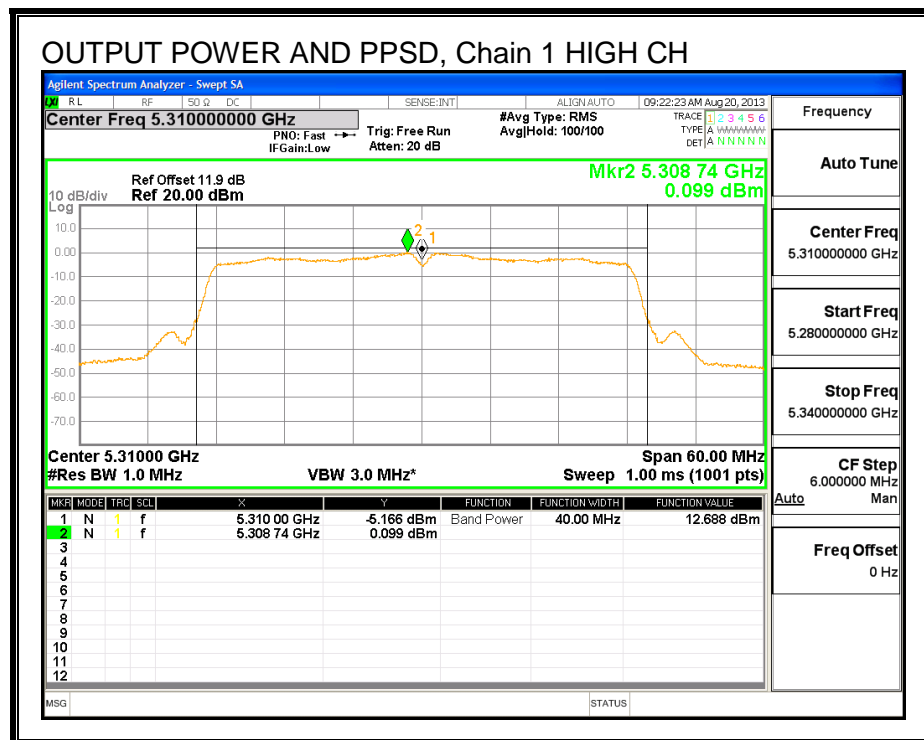 OUTPUT POWER AND PPSD, Chain 1 HIGH CH
Agilent Spectrum Analyzer - Swept SA
LXI RL RF 50 Ω DC SENSE:INT ALIGN AUTO 09:22:23 AM Aug 20, 2013
Center Freq 5.310000000 GHz
PNO: Fast
IFGain:Low
Trig: Free Run
Atten: 20 dB
#Avg Type: RMS
Avg|Hold: 100/100
TRACE 1 2 3 4 5 6
TYPE A WWWWW
DET A N N N N N
Mkr2 5.308 74 GHz
0.099 dBm
Ref Offset 11.9 dB
Ref 20.00 dBm
10 dB/div
Log
10.0
0.00
-10.0
-20.0
-30.0
-40.0
-50.0
-60.0
-70.0
2
1
Center 5.31000 GHz Span 60.00 MHz
#Res BW 1.0 MHz VBW 3.0 MHz* Sweep 1.00 ms (1001 pts)
MKR MODE TRC SCL X Y FUNCTION FUNCTION WIDTH FUNCTION VALUE
1 N 1 f 5.310 00 GHz -5.166 dBm Band Power 40.00 MHz 12.688 dBm
2 N 1 f 5.308 74 GHz 0.099 dBm
3
4
5
6
7
8
9
10
11
12
MSG STATUS
Frequency
Auto Tune
Center Freq
5.310000000 GHz
Start Freq
5.280000000 GHz
Stop Freq
5.340000000 GHz
CF Step
6.000000 MHz
Auto Man
Freq Offset
0 Hz